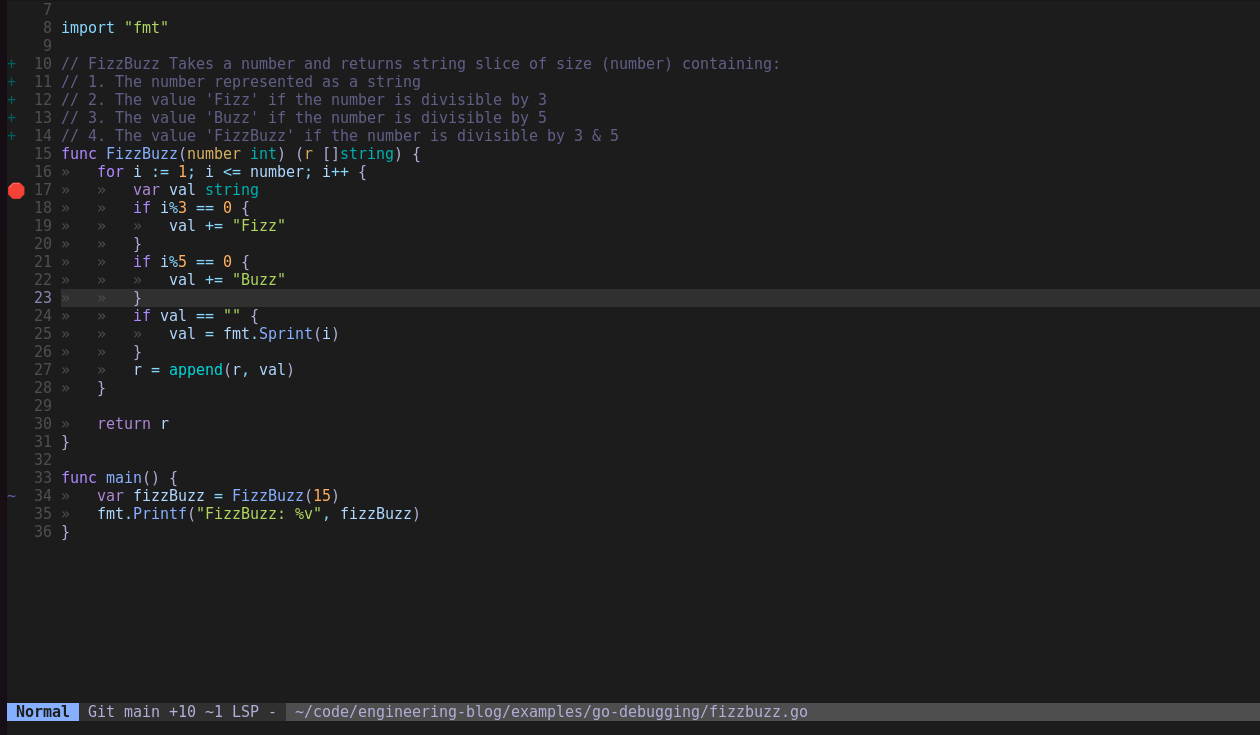 7
8 import "fmt"
9
+ 10 // FizzBuzz Takes a number and returns string slice of size (number) containing:
+ 11 // 1. The number represented as a string
+ 12 // 2. The value 'Fizz' if the number is divisible by 3
+ 13 // 3. The value 'Buzz' if the number is divisible by 5
+ 14 // 4. The value 'FizzBuzz' if the number is divisible by 3 & 5
15 func FizzBuzz(number int) (r []string) {
16 »   for i := 1; i <= number; i++ {
17 »   »   var val string
18 »   »   if i%3 == 0 {
19 »   »   »   val += "Fizz"
20 »   »   }
21 »   »   if i%5 == 0 {
22 »   »   »   val += "Buzz"
23 »   »   }
24 »   »   if val == "" {
25 »   »   »   val = fmt.Sprint(i)
26 »   »   }
27 »   »   r = append(r, val)
28 »   }
29
30 »   return r
31 }
32
33 func main() {
~ 34 »   var fizzBuzz = FizzBuzz(15)
35 »   fmt.Printf("FizzBuzz: %v", fizzBuzz)
36 }
Normal Git main +10 ~1 LSP - ~/code/engineering-blog/examples/go-debugging/fizzbuzz.go